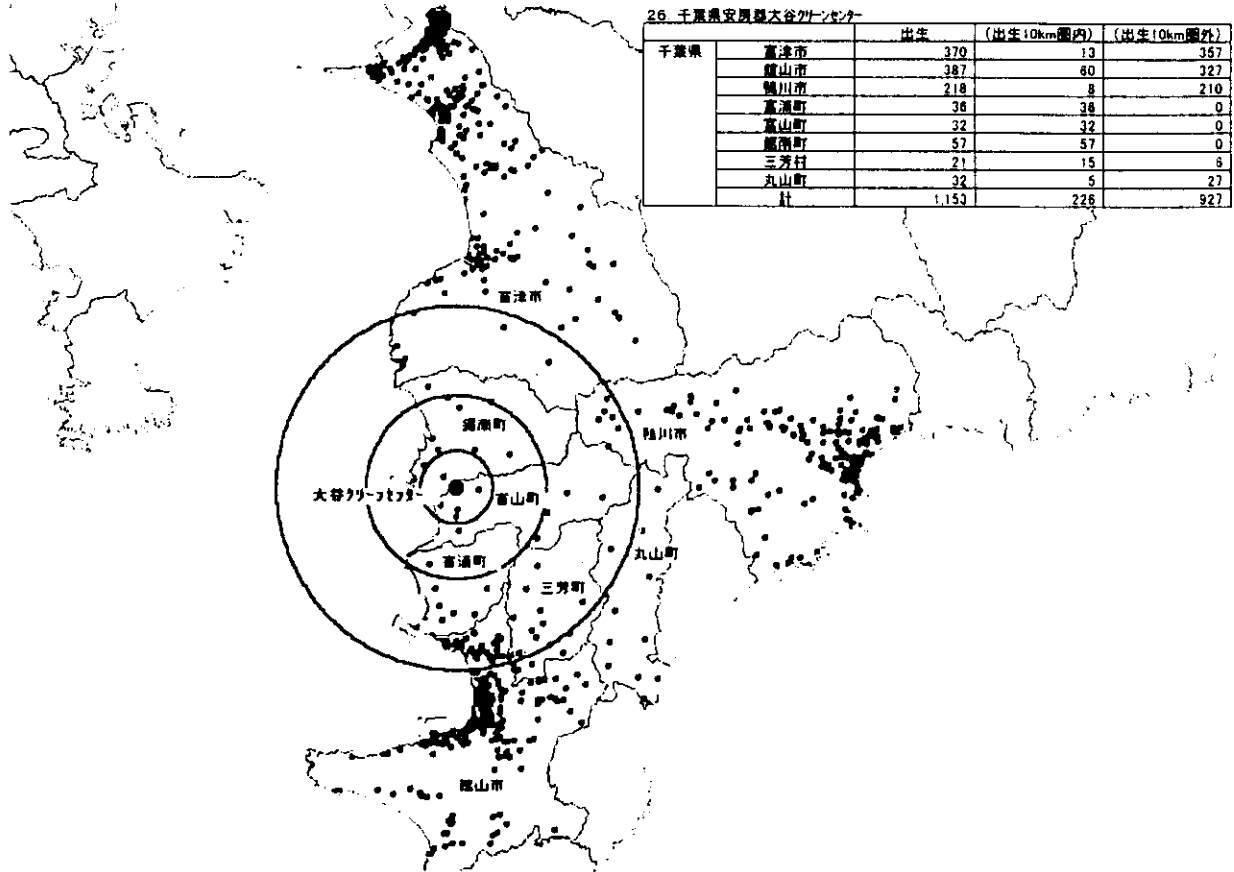 26 千葉県安房郡大谷クリーンセンター
出生 (出生10km圏内) (出生10km圏外)
千葉県 富津市 370 13 357
館山市 387 60 327
鴨川市 218 8 210
富浦町 36 36 0
富山町 32 32 0
鋸南町 57 57 0
三芳村 21 15 6
丸山町 32 5 27
計 1,153 226 927
富津市
鋸南町
鴨川市
大谷クリーンセンター
富山町
富浦町
丸山町
三芳町
館山市